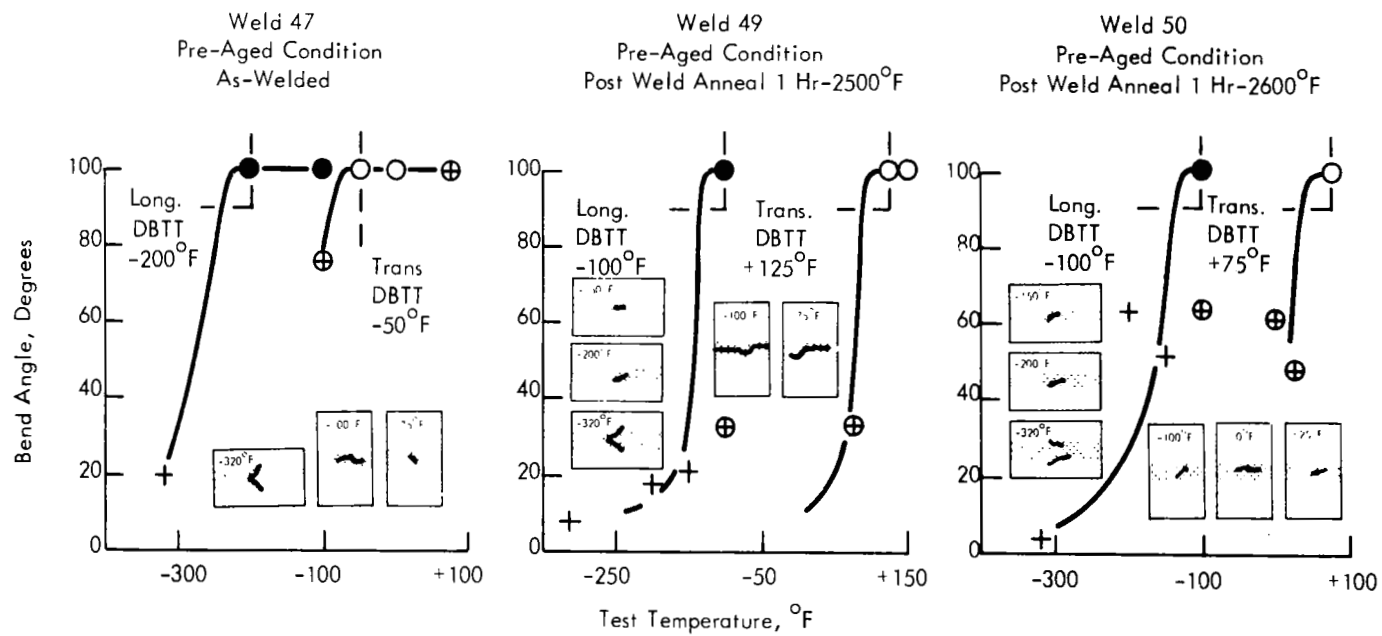 Weld 47
Pre-Aged Condition
As-Welded
Weld 49
Pre-Aged Condition
Post Weld Anneal 1 Hr-2500°F
Weld 50
Pre-Aged Condition
Post Weld Anneal 1 Hr-2600°F
Bend Angle, Degrees
100
80
60
40
20
0
Long.
DBTT
-200°F
Trans
DBTT
-50°F
-320°F
-100°F
75°F
-300
-100
+100
100
80
60
40
20
0
Long.
DBTT
-100°F
Trans.
DBTT
+125°F
-200°F
-320°F
-100°F
75°F
-250
-50
+150
100
80
60
40
20
0
Long.
DBTT
-100°F
Trans.
DBTT
+75°F
-150°F
-200°F
-320°F
-100°F
0°F
25°F
-300
-100
+100
Test Temperature, °F